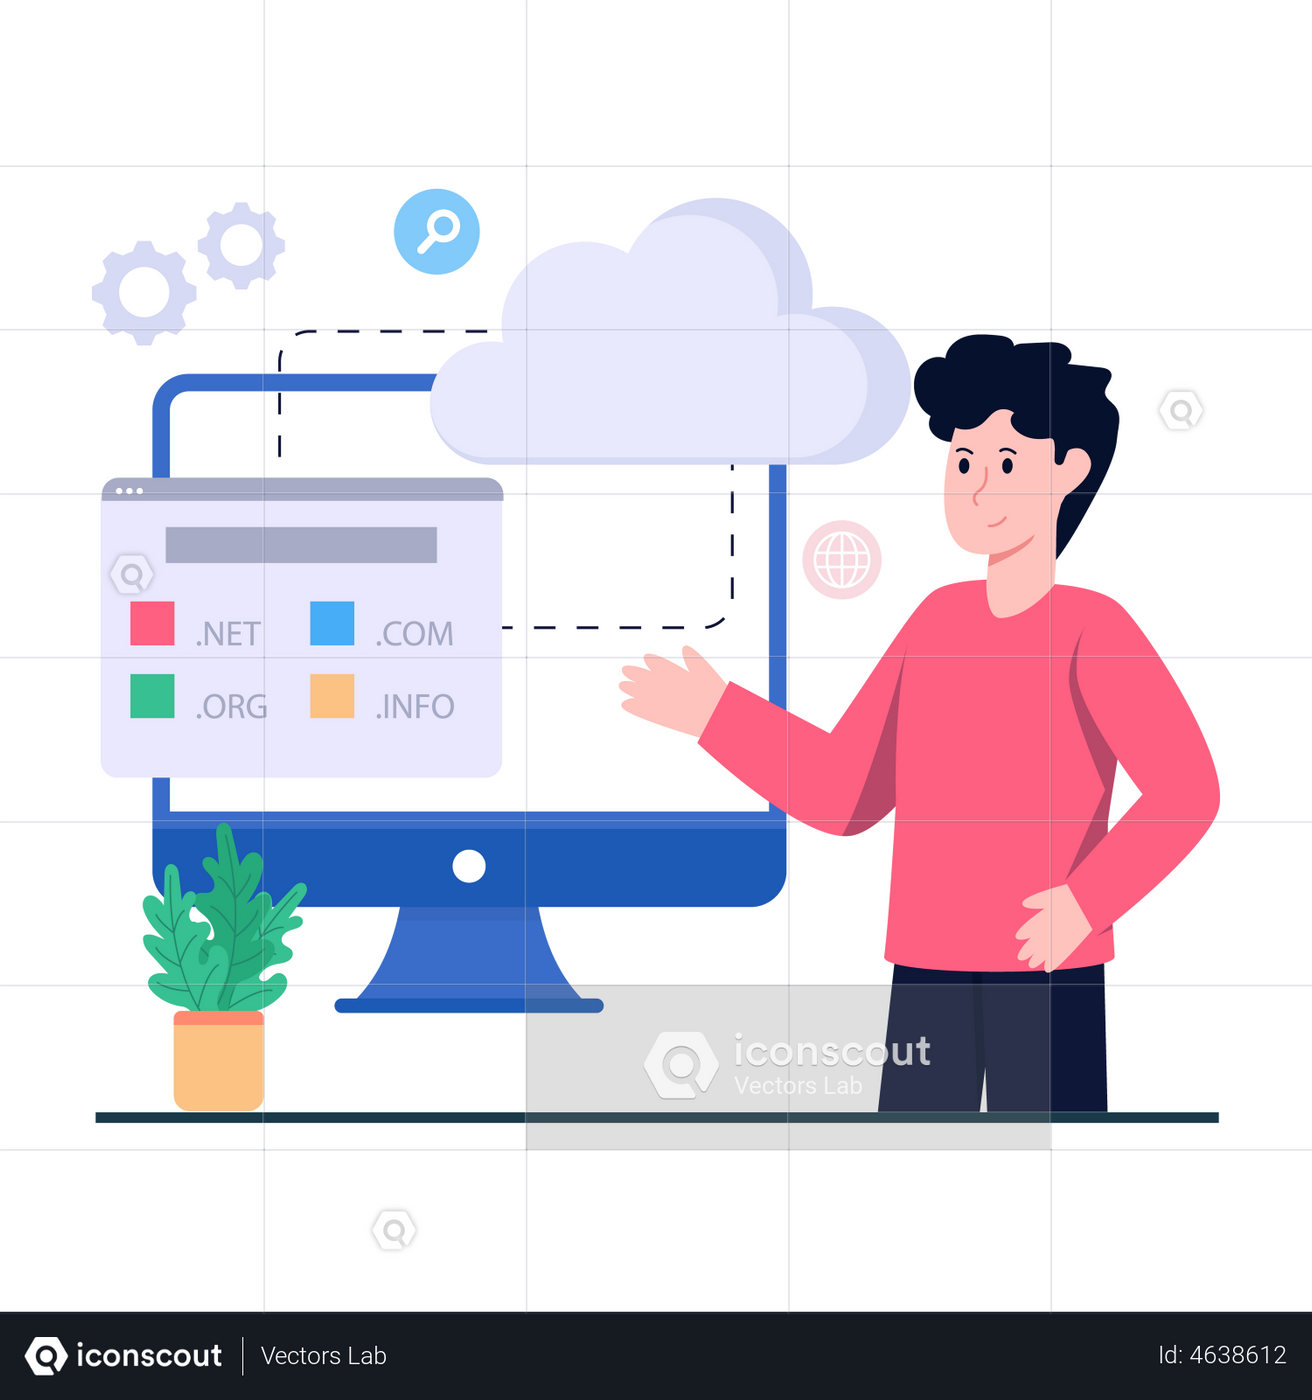 .NET .COM
.ORG .INFO
iconscout
Vectors Lab
iconscout Vectors Lab Id: 4638612